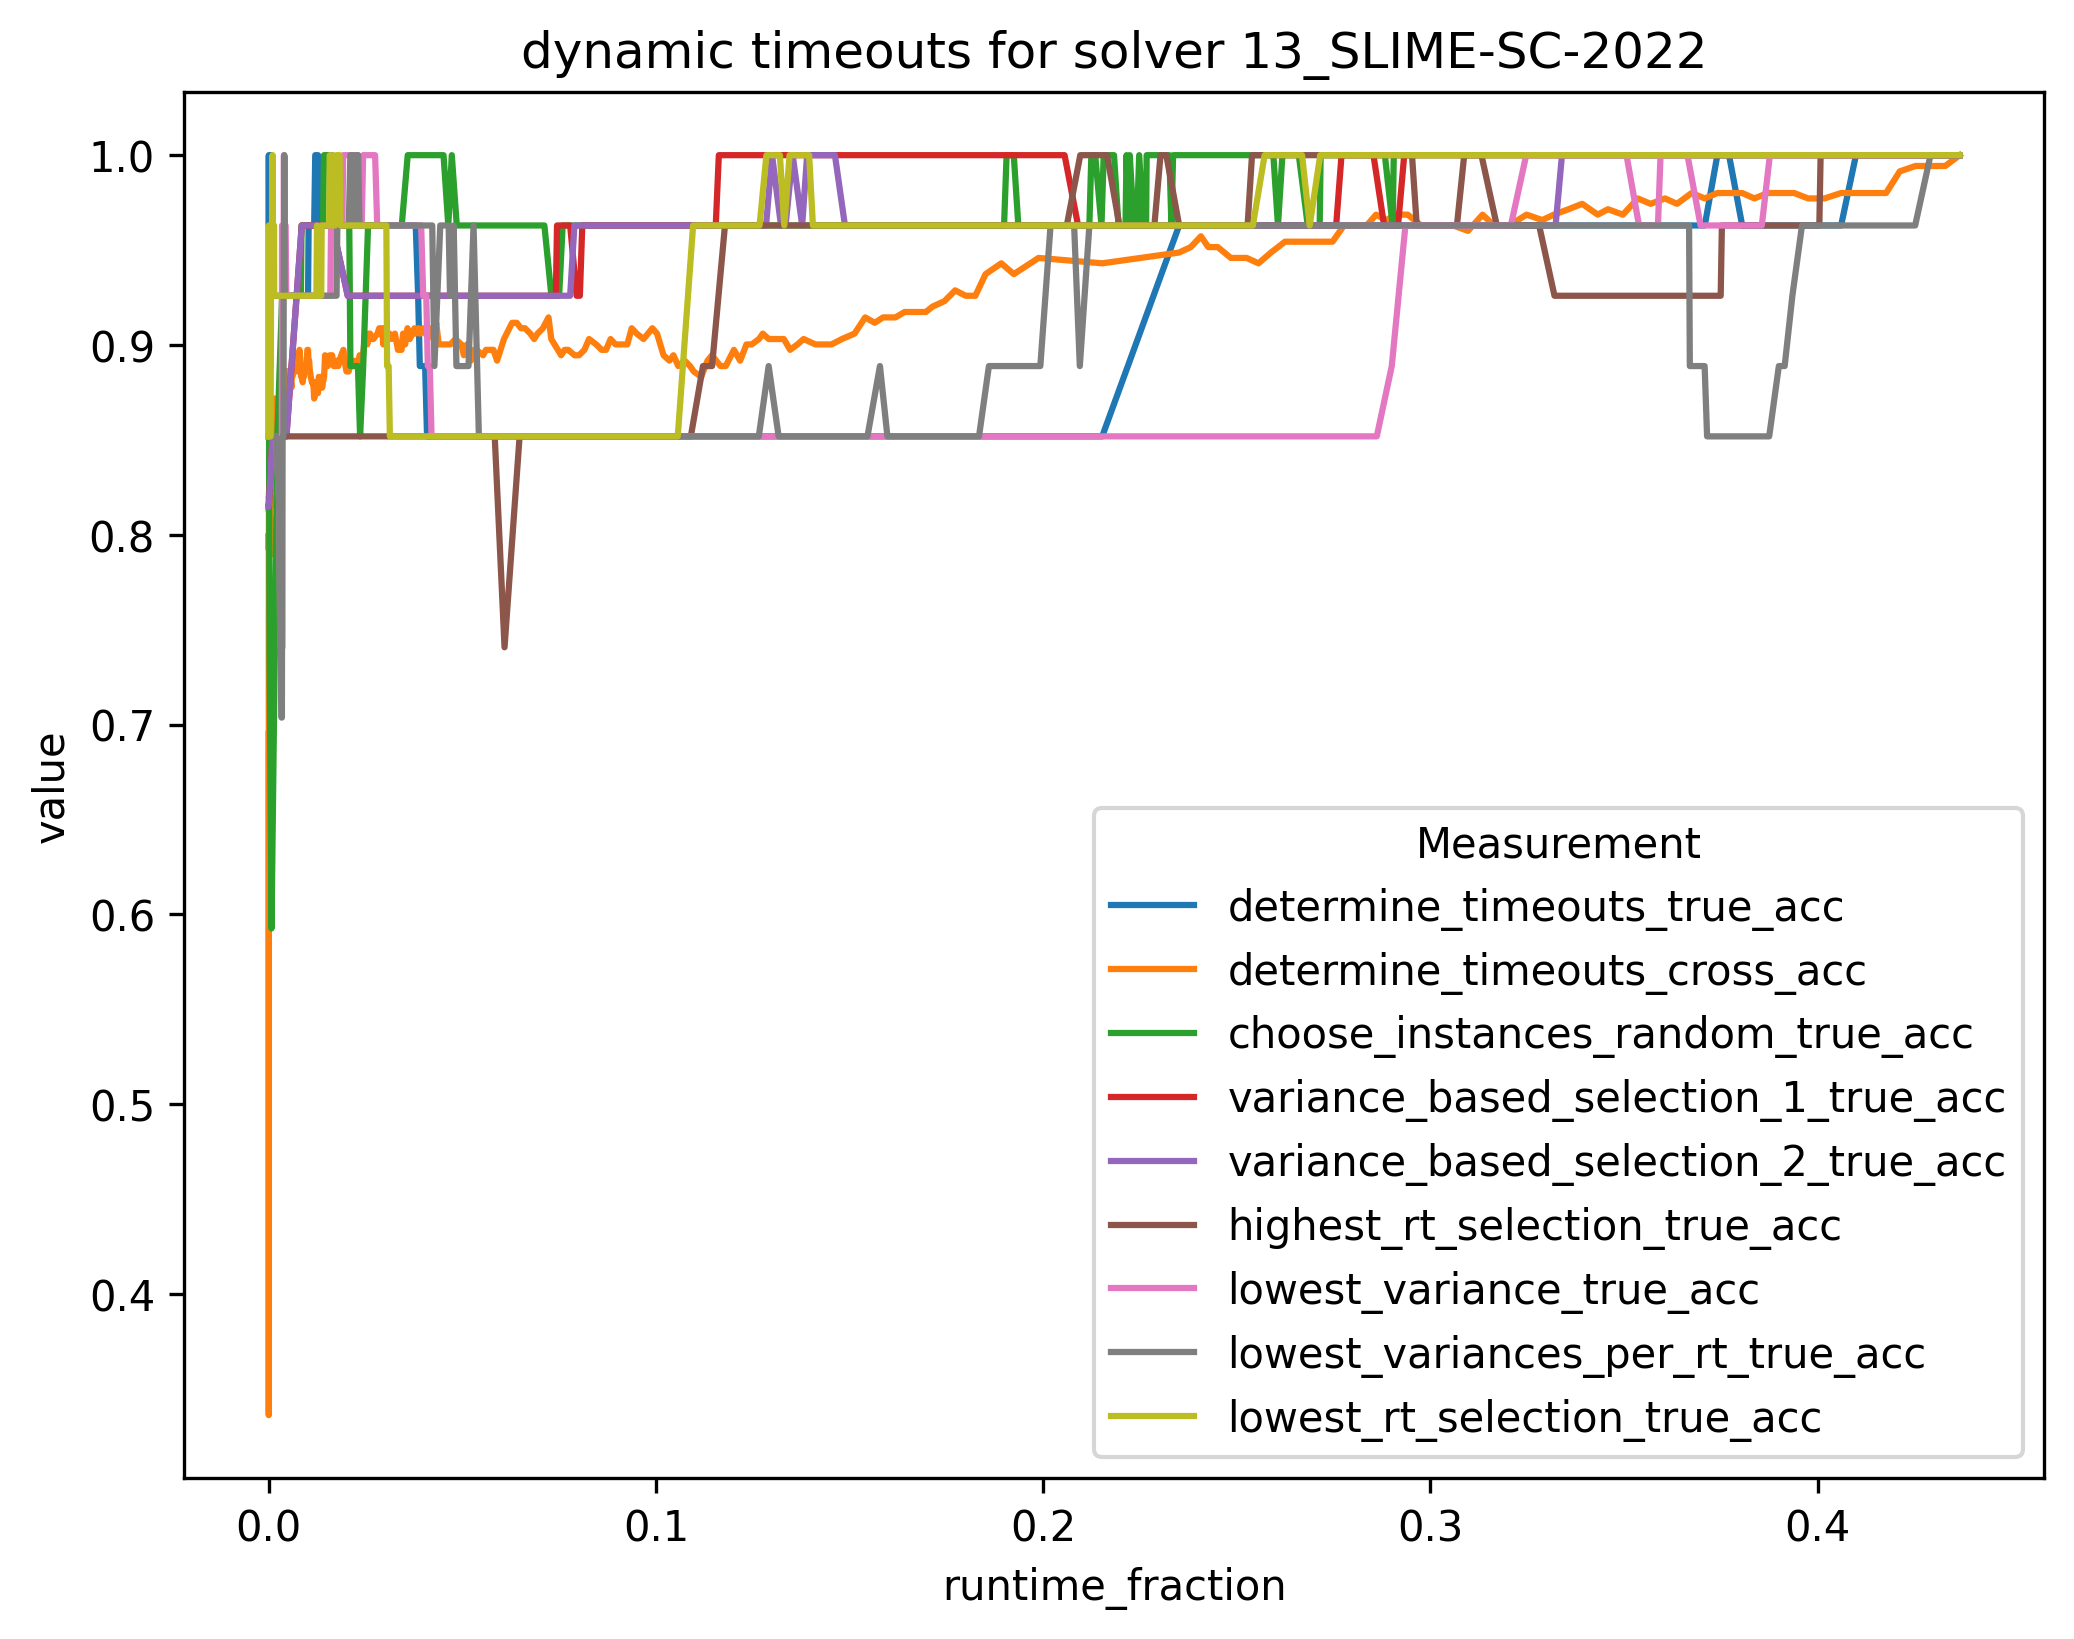 dynamic timeouts for solver 13_SLIME-SC-2022
1.0
0.9
0.8
0.7
0.6
0.5
0.4
value
0.0
0.1
0.2
0.3
0.4
runtime_fraction
Measurement
determine_timeouts_true_acc
determine_timeouts_cross_acc
choose_instances_random_true_acc
variance_based_selection_1_true_acc
variance_based_selection_2_true_acc
highest_rt_selection_true_acc
lowest_variance_true_acc
lowest_variances_per_rt_true_acc
lowest_rt_selection_true_acc